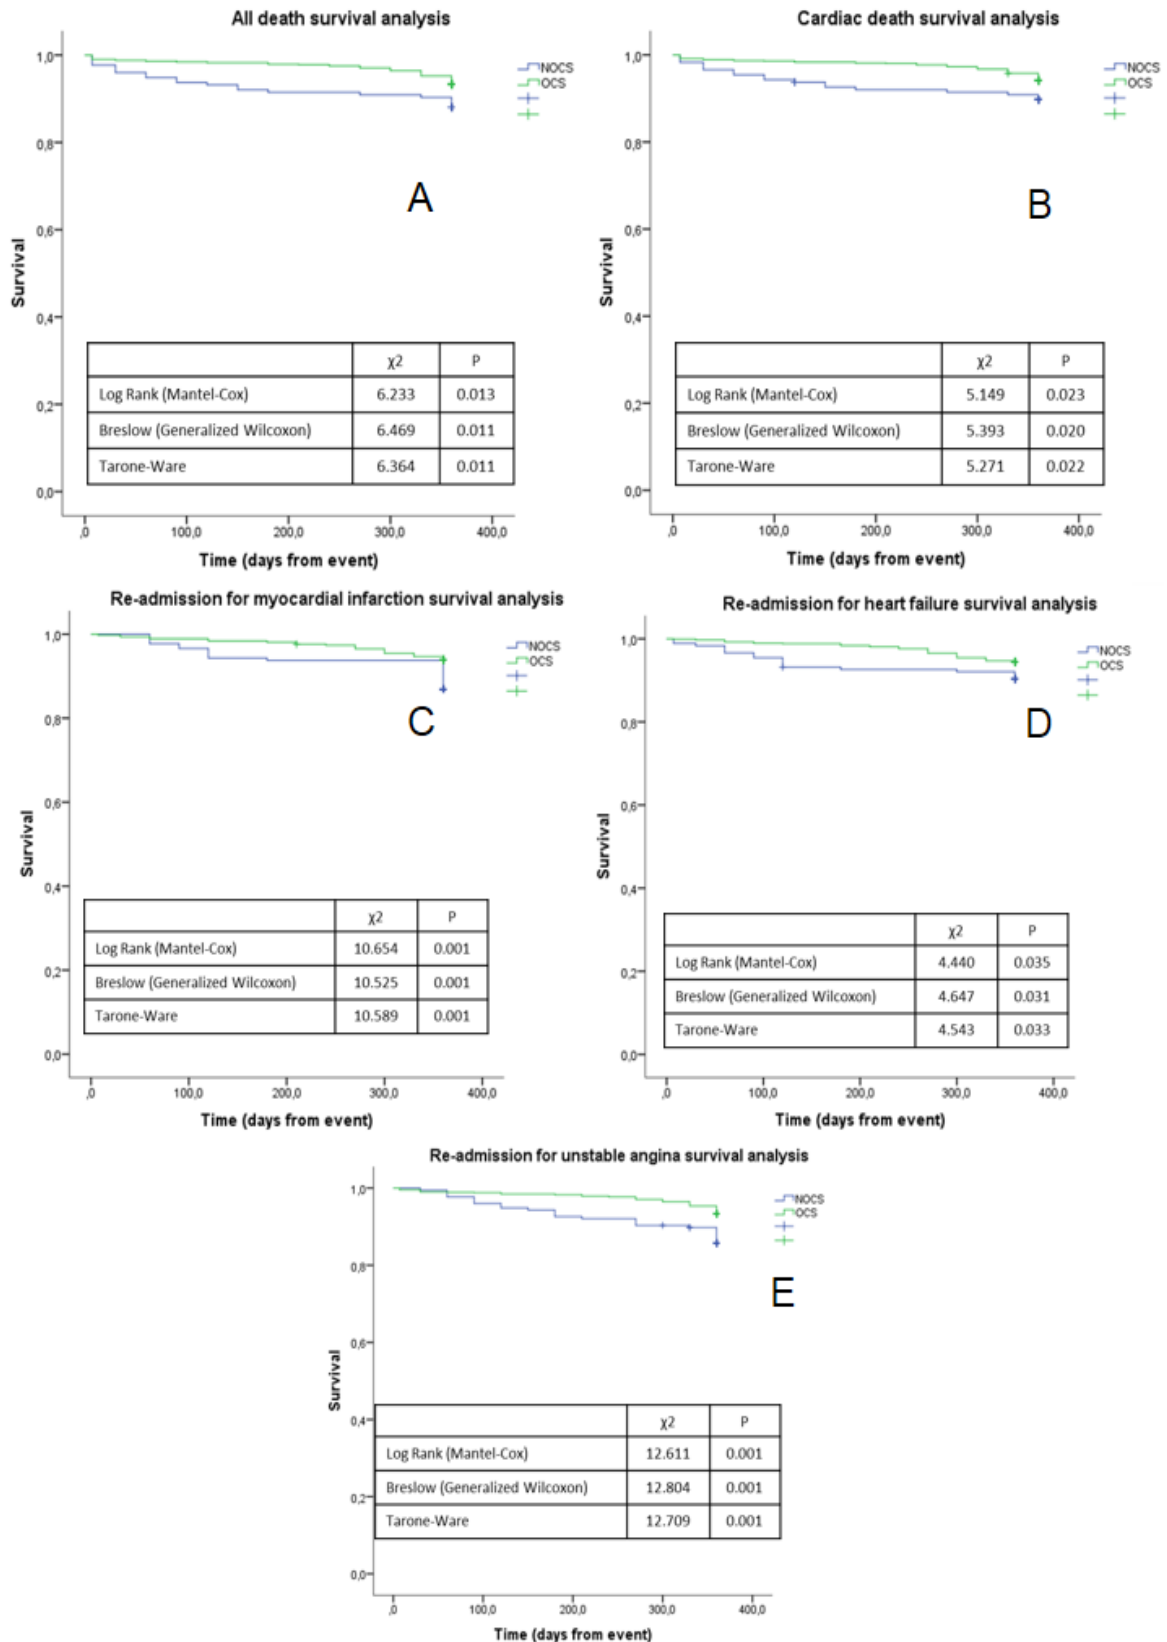 All death survival analysis
1,0
0,8
0,6
0,4
0,2
0,0
Survival
NOCS
OCS
A
χ2 P
Log Rank (Mantel-Cox) 6.233 0.013
Breslow (Generalized Wilcoxon) 6.469 0.011
Tarone-Ware 6.364 0.011
,0 100,0 200,0 300,0 400,0
Time (days from event)
Cardiac death survival analysis
1,0
0,8
0,6
0,4
0,2
0,0
Survival
NOCS
OCS
B
χ2 P
Log Rank (Mantel-Cox) 5.149 0.023
Breslow (Generalized Wilcoxon) 5.393 0.020
Tarone-Ware 5.271 0.022
,0 100,0 200,0 300,0 400,0
Time (days from event)
Re-admission for myocardial infarction survival analysis
1,0
0,8
0,6
0,4
0,2
0,0
Survival
NOCS
OCS
C
χ2 P
Log Rank (Mantel-Cox) 10.654 0.001
Breslow (Generalized Wilcoxon) 10.525 0.001
Tarone-Ware 10.589 0.001
,0 100,0 200,0 300,0 400,0
Time (days from event)
Re-admission for heart failure survival analysis
1,0
0,8
0,6
0,4
0,2
0,0
Survival
NOCS
OCS
D
χ2 P
Log Rank (Mantel-Cox) 4.440 0.035
Breslow (Generalized Wilcoxon) 4.647 0.031
Tarone-Ware 4.543 0.033
,0 100,0 200,0 300,0 400,0
Time (days from event)
Re-admission for unstable angina survival analysis
1,0
0,8
0,6
0,4
0,2
0,0
Survival
NOCS
OCS
E
χ2 P
Log Rank (Mantel-Cox) 12.611 0.001
Breslow (Generalized Wilcoxon) 12.804 0.001
Tarone-Ware 12.709 0.001
,0 100,0 200,0 300,0 400,0
Time (days from event)